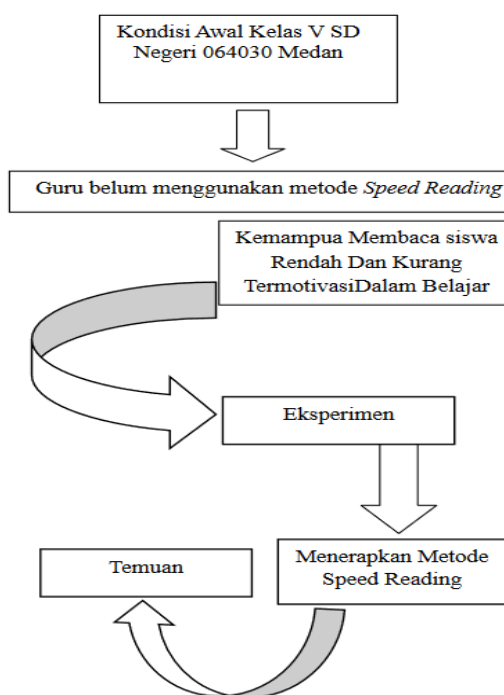 Kondisi Awal Kelas V SD
Negeri 064030 Medan
Guru belum menggunakan metode Speed Reading
Kemampua Membaca siswa
Rendah Dan Kurang
TermotivasiDalam Belajar
Eksperimen
Menerapkan Metode
Speed Reading
Temuan